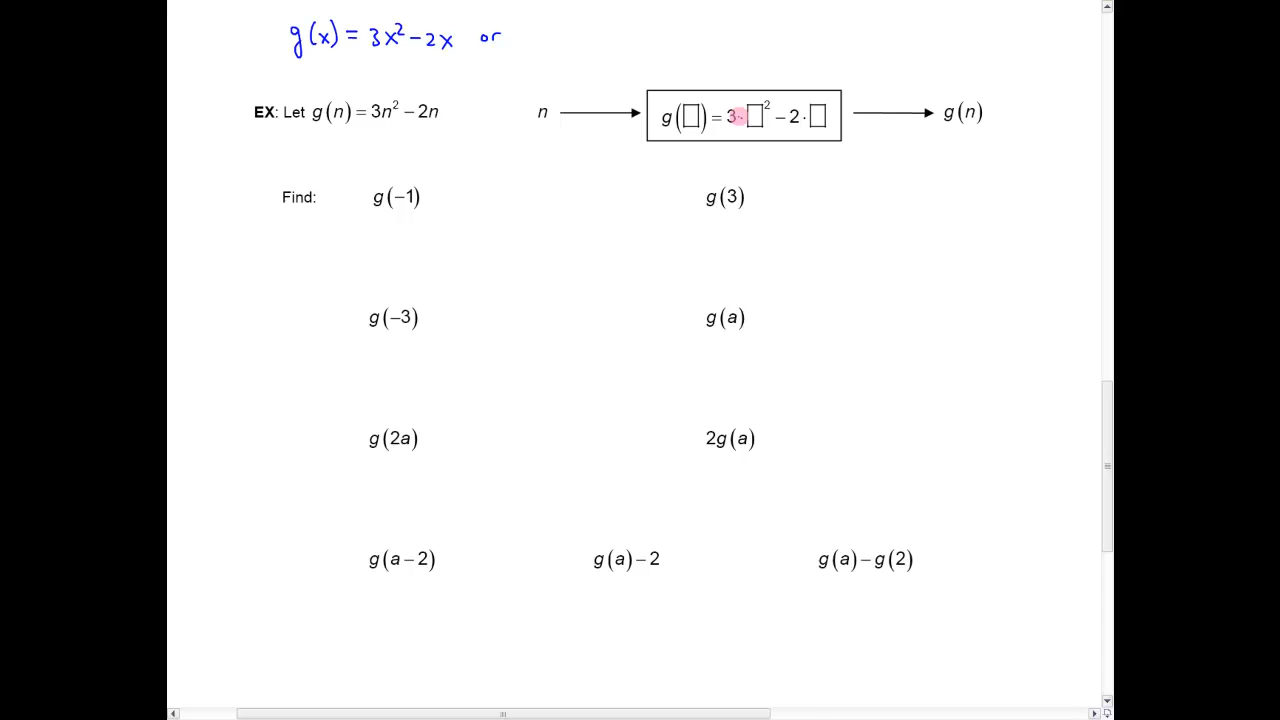 g(x) = 3x² - 2x or
EX: Let g(n) = 3n² − 2n n g(□) = 3·□² − 2·□ g(n)
Find: g(−1) g(3)
g(−3) g(a)
g(2a) 2g(a)
g(a − 2) g(a) − 2 g(a) − g(2)